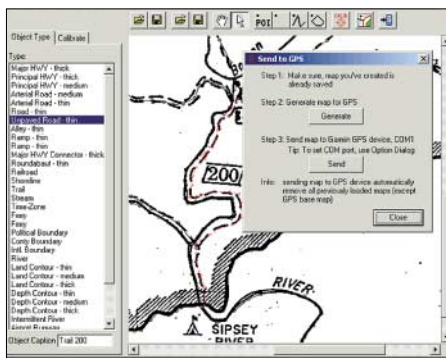 POI
Object Type
Calibrate
Type:
Major HWY - thick
Principal HWY - thick
Principal HWY - medium
Arterial Road - medium
Arterial Road - thin
Road - thin
Unpaved Road - thin
Alley - thin
Ramp - thin
Ramp - thin
Major HWY Connector - thick
Roundabout - thin
Railroad
Shoreline
Trail
Stream
Time-Zone
Ferry
Ferry
Political Boundary
Conty Boundary
Intl. Boundary
River
Land Contour - thin
Land Contour - medium
Land Contour - thick
Depth Contour - thin
Depth Contour - medium
Depth Contour - thick
Intermittent River
Airport Runway
Object Caption
Trail 200
Send to GPS
Step 1: Make sure, map you've created is
already saved
Step 2: Generate map for GPS
Generate
Step 3: Send map to Garmin GPS device, COM1
Tip: To set COM port, use Option Dialog
Send
Info: sending map to GPS device automatically
remove all previously loaded maps (except
GPS base map)
Close
200
RIVER
SIPSEY
RIVER